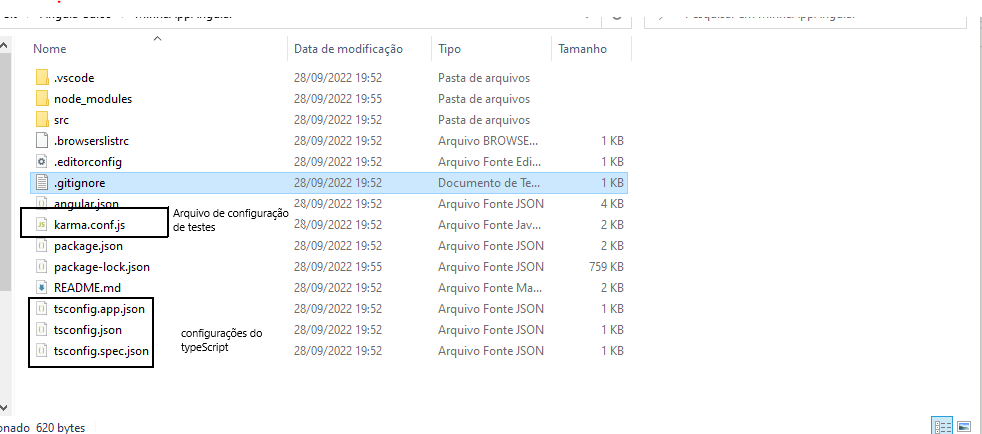 Nome Data de modificação Tipo Tamanho
.vscode 28/09/2022 19:52 Pasta de arquivos
node_modules 28/09/2022 19:55 Pasta de arquivos
src 28/09/2022 19:52 Pasta de arquivos
.browserslistrc 28/09/2022 19:52 Arquivo BROWSE... 1 KB
.editorconfig 28/09/2022 19:52 Arquivo Fonte Edi... 1 KB
.gitignore 28/09/2022 19:52 Documento de Te... 1 KB
angular.json 28/09/2022 19:52 Arquivo Fonte JSON 4 KB
Arquivo de configuração
de testes
karma.conf.js 28/09/2022 19:52 Arquivo Fonte Jav... 2 KB
package.json 28/09/2022 19:52 Arquivo Fonte JSON 2 KB
package-lock.json 28/09/2022 19:55 Arquivo Fonte JSON 759 KB
README.md 28/09/2022 19:52 Arquivo Fonte Ma... 2 KB
tsconfig.app.json 28/09/2022 19:52 Arquivo Fonte JSON 1 KB
tsconfig.json 28/09/2022 19:52 Arquivo Fonte JSON 1 KB
configurações do
typeScript
tsconfig.spec.json 28/09/2022 19:52 Arquivo Fonte JSON 1 KB
onado 620 bytes